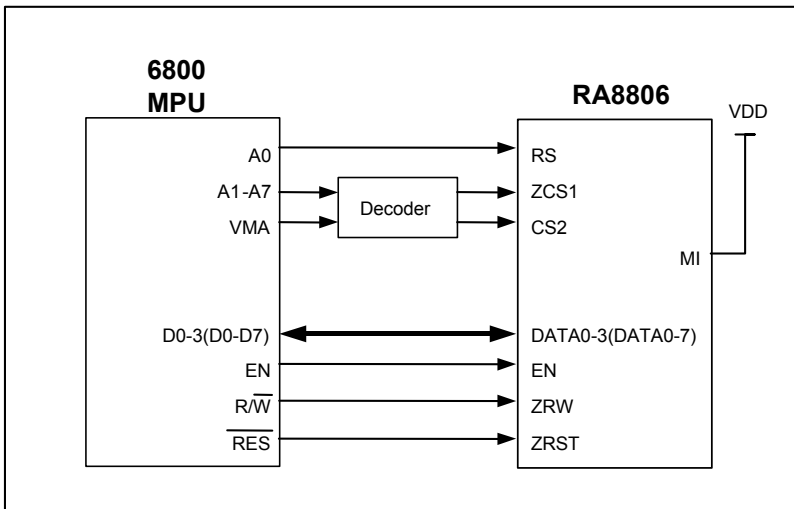 6800
MPU
RA8806
VDD
A0
RS
A1-A7
Decoder
ZCS1
VMA
CS2
MI
D0-3(D0-D7)
DATA0-3(DATA0-7)
EN
EN
R/W̅
ZRW
R̅E̅S̅
ZRST